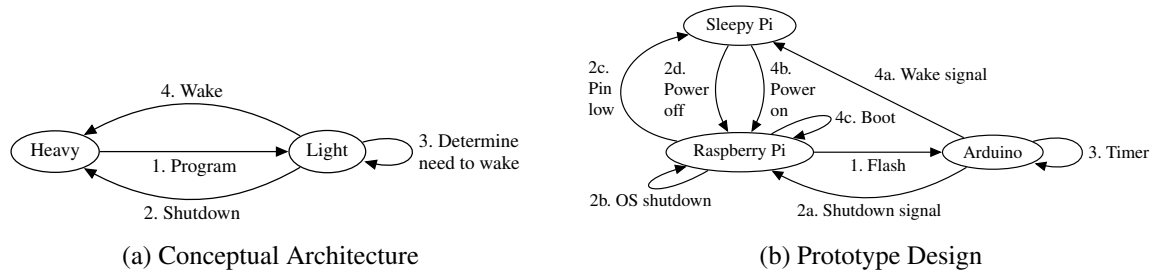 4. Wake
Heavy
Light
3. Determine
need to wake
1. Program
2. Shutdown
(a) Conceptual Architecture
Sleepy Pi
2c.
Pin
low
2d.
Power
off
4b.
Power
on
4a. Wake signal
4c. Boot
Raspberry Pi
Arduino
3. Timer
1. Flash
2b. OS shutdown
2a. Shutdown signal
(b) Prototype Design